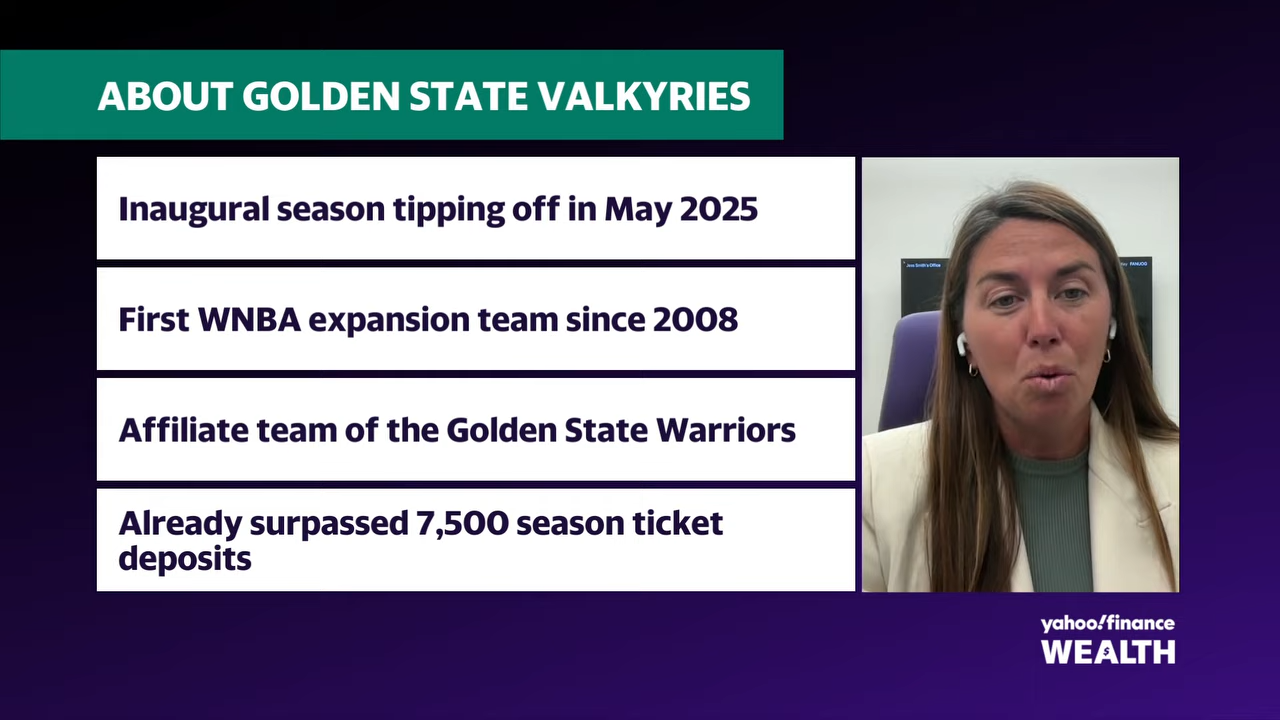 ABOUT GOLDEN STATE VALKYRIES
Inaugural season tipping off in May 2025
First WNBA expansion team since 2008
Affiliate team of the Golden State Warriors
Already surpassed 7,500 season ticket
deposits
yahoo!finance
WEALTH